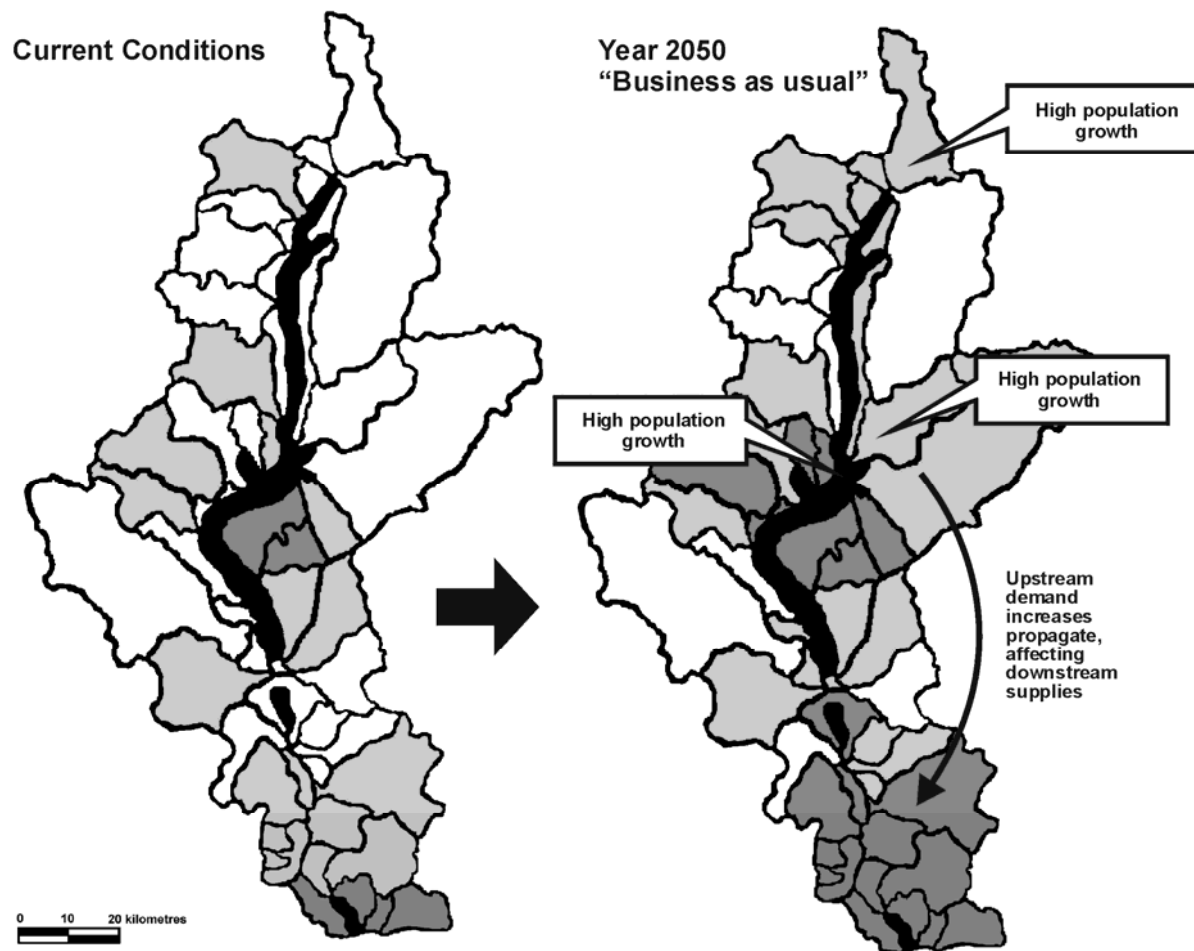 Current Conditions
Year 2050
“Business as usual”
High population
growth
High population
growth
High population
growth
Upstream
demand
increases
propagate,
affecting
downstream
supplies
0 10 20 kilometres